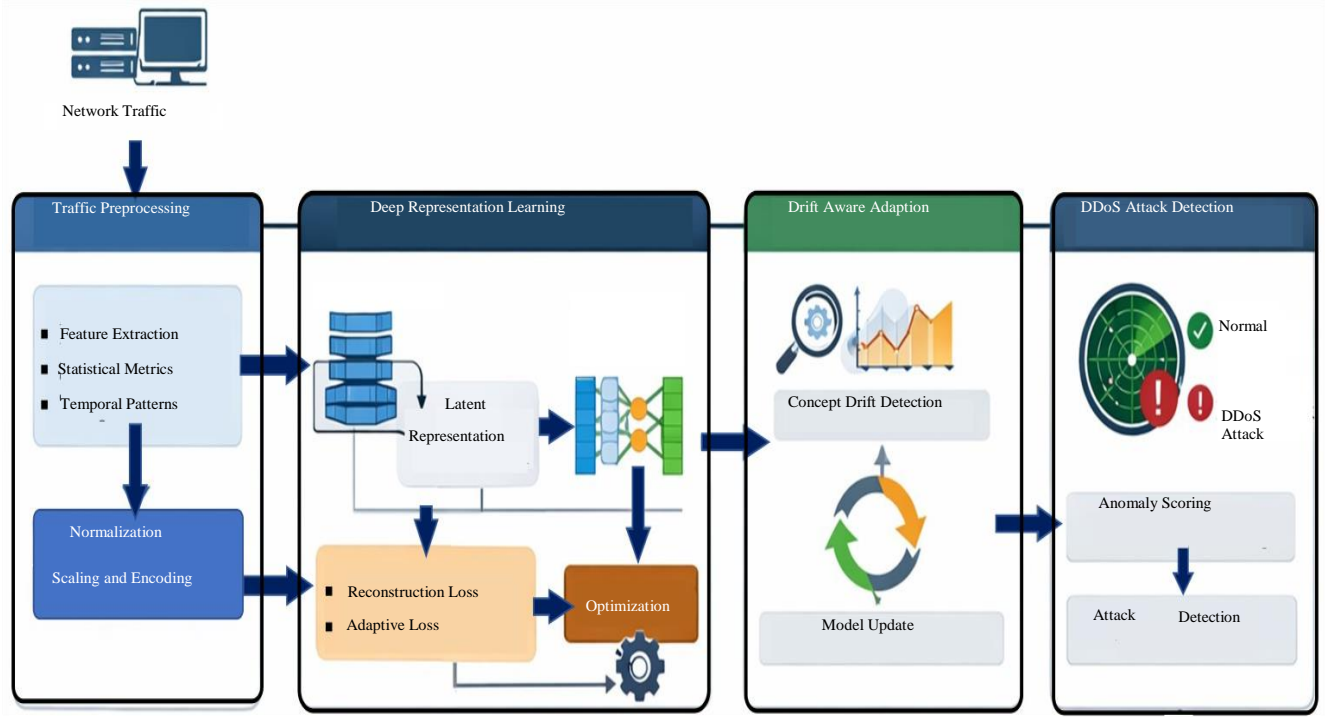 Network Traffic
Traffic Preprocessing
Feature Extraction
Statistical Metrics
Temporal Patterns
Normalization
Scaling and Encoding
Deep Representation Learning
Latent
Representation
Reconstruction Loss
Adaptive Loss
Optimization
Drift Aware Adaption
Concept Drift Detection
Model Update
DDoS Attack Detection
Normal
DDoS
Attack
Anomaly Scoring
Attack Detection